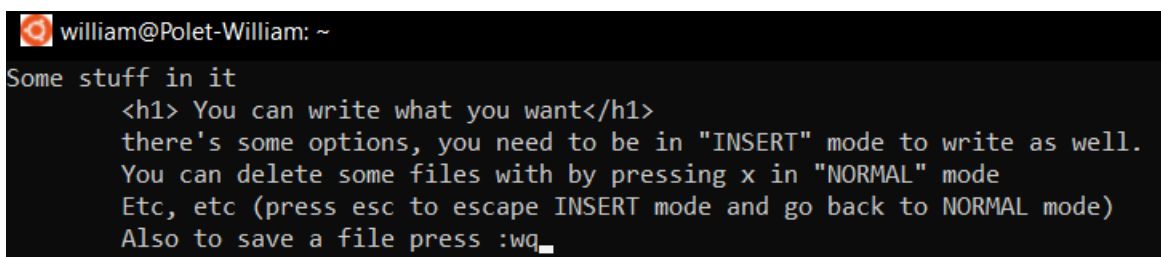 william@Polet-William: ~
Some stuff in it
<h1> You can write what you want</h1>
there's some options, you need to be in "INSERT" mode to write as well.
You can delete some files with by pressing x in "NORMAL" mode
Etc, etc (press esc to escape INSERT mode and go back to NORMAL mode)
Also to save a file press :wq